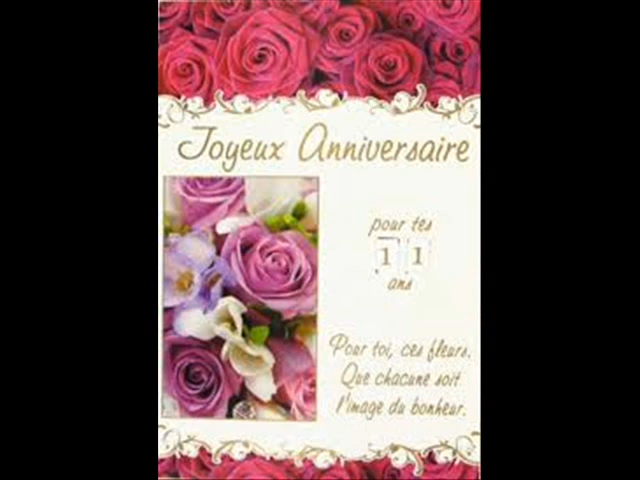 Joyeux Anniversaire
pour tes
11
ans
Pour toi, ces fleurs.
Que chacune soit
l'image du bonheur.